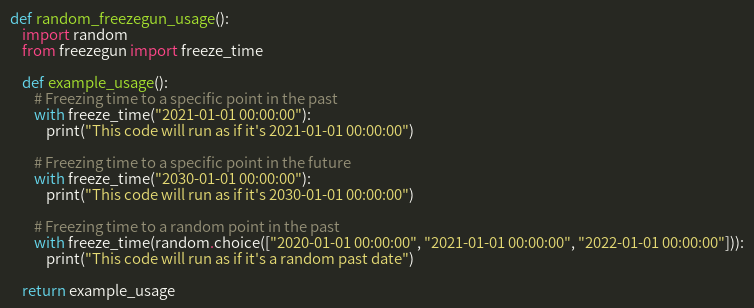 def random_freezegun_usage():
    import random
    from freezegun import freeze_time

    def example_usage():
        # Freezing time to a specific point in the past
        with freeze_time("2021-01-01 00:00:00"):
            print("This code will run as if it's 2021-01-01 00:00:00")

        # Freezing time to a specific point in the future
        with freeze_time("2030-01-01 00:00:00"):
            print("This code will run as if it's 2030-01-01 00:00:00")

        # Freezing time to a random point in the past
        with freeze_time(random.choice(["2020-01-01 00:00:00", "2021-01-01 00:00:00", "2022-01-01 00:00:00"])):
            print("This code will run as if it's a random past date")

    return example_usage